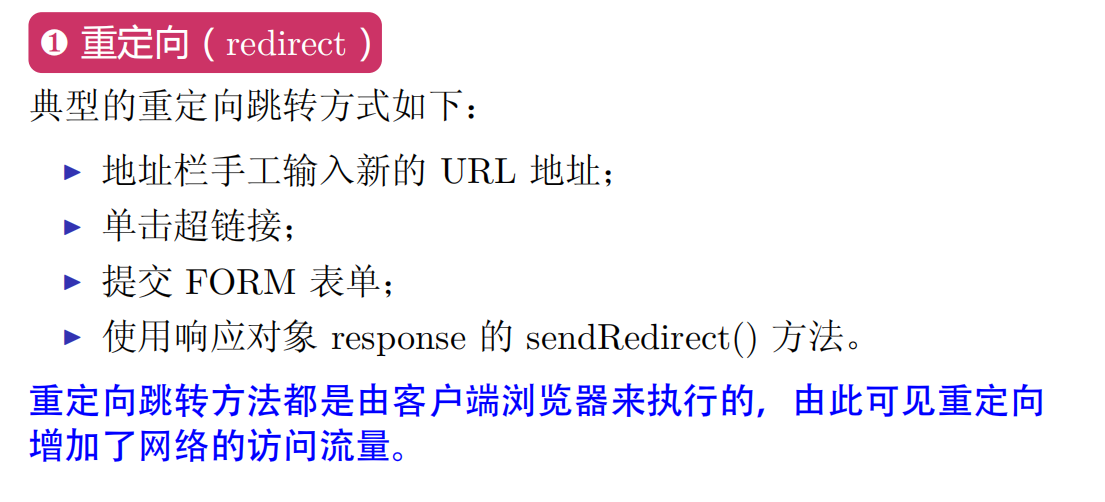 ❶ 重定向（redirect）
典型的重定向跳转方式如下：
▶ 地址栏手工输入新的 URL 地址；
▶ 单击超链接；
▶ 提交 FORM 表单；
▶ 使用响应对象 response 的 sendRedirect() 方法。
重定向跳转方法都是由客户端浏览器来执行的，由此可见重定向
增加了网络的访问流量。